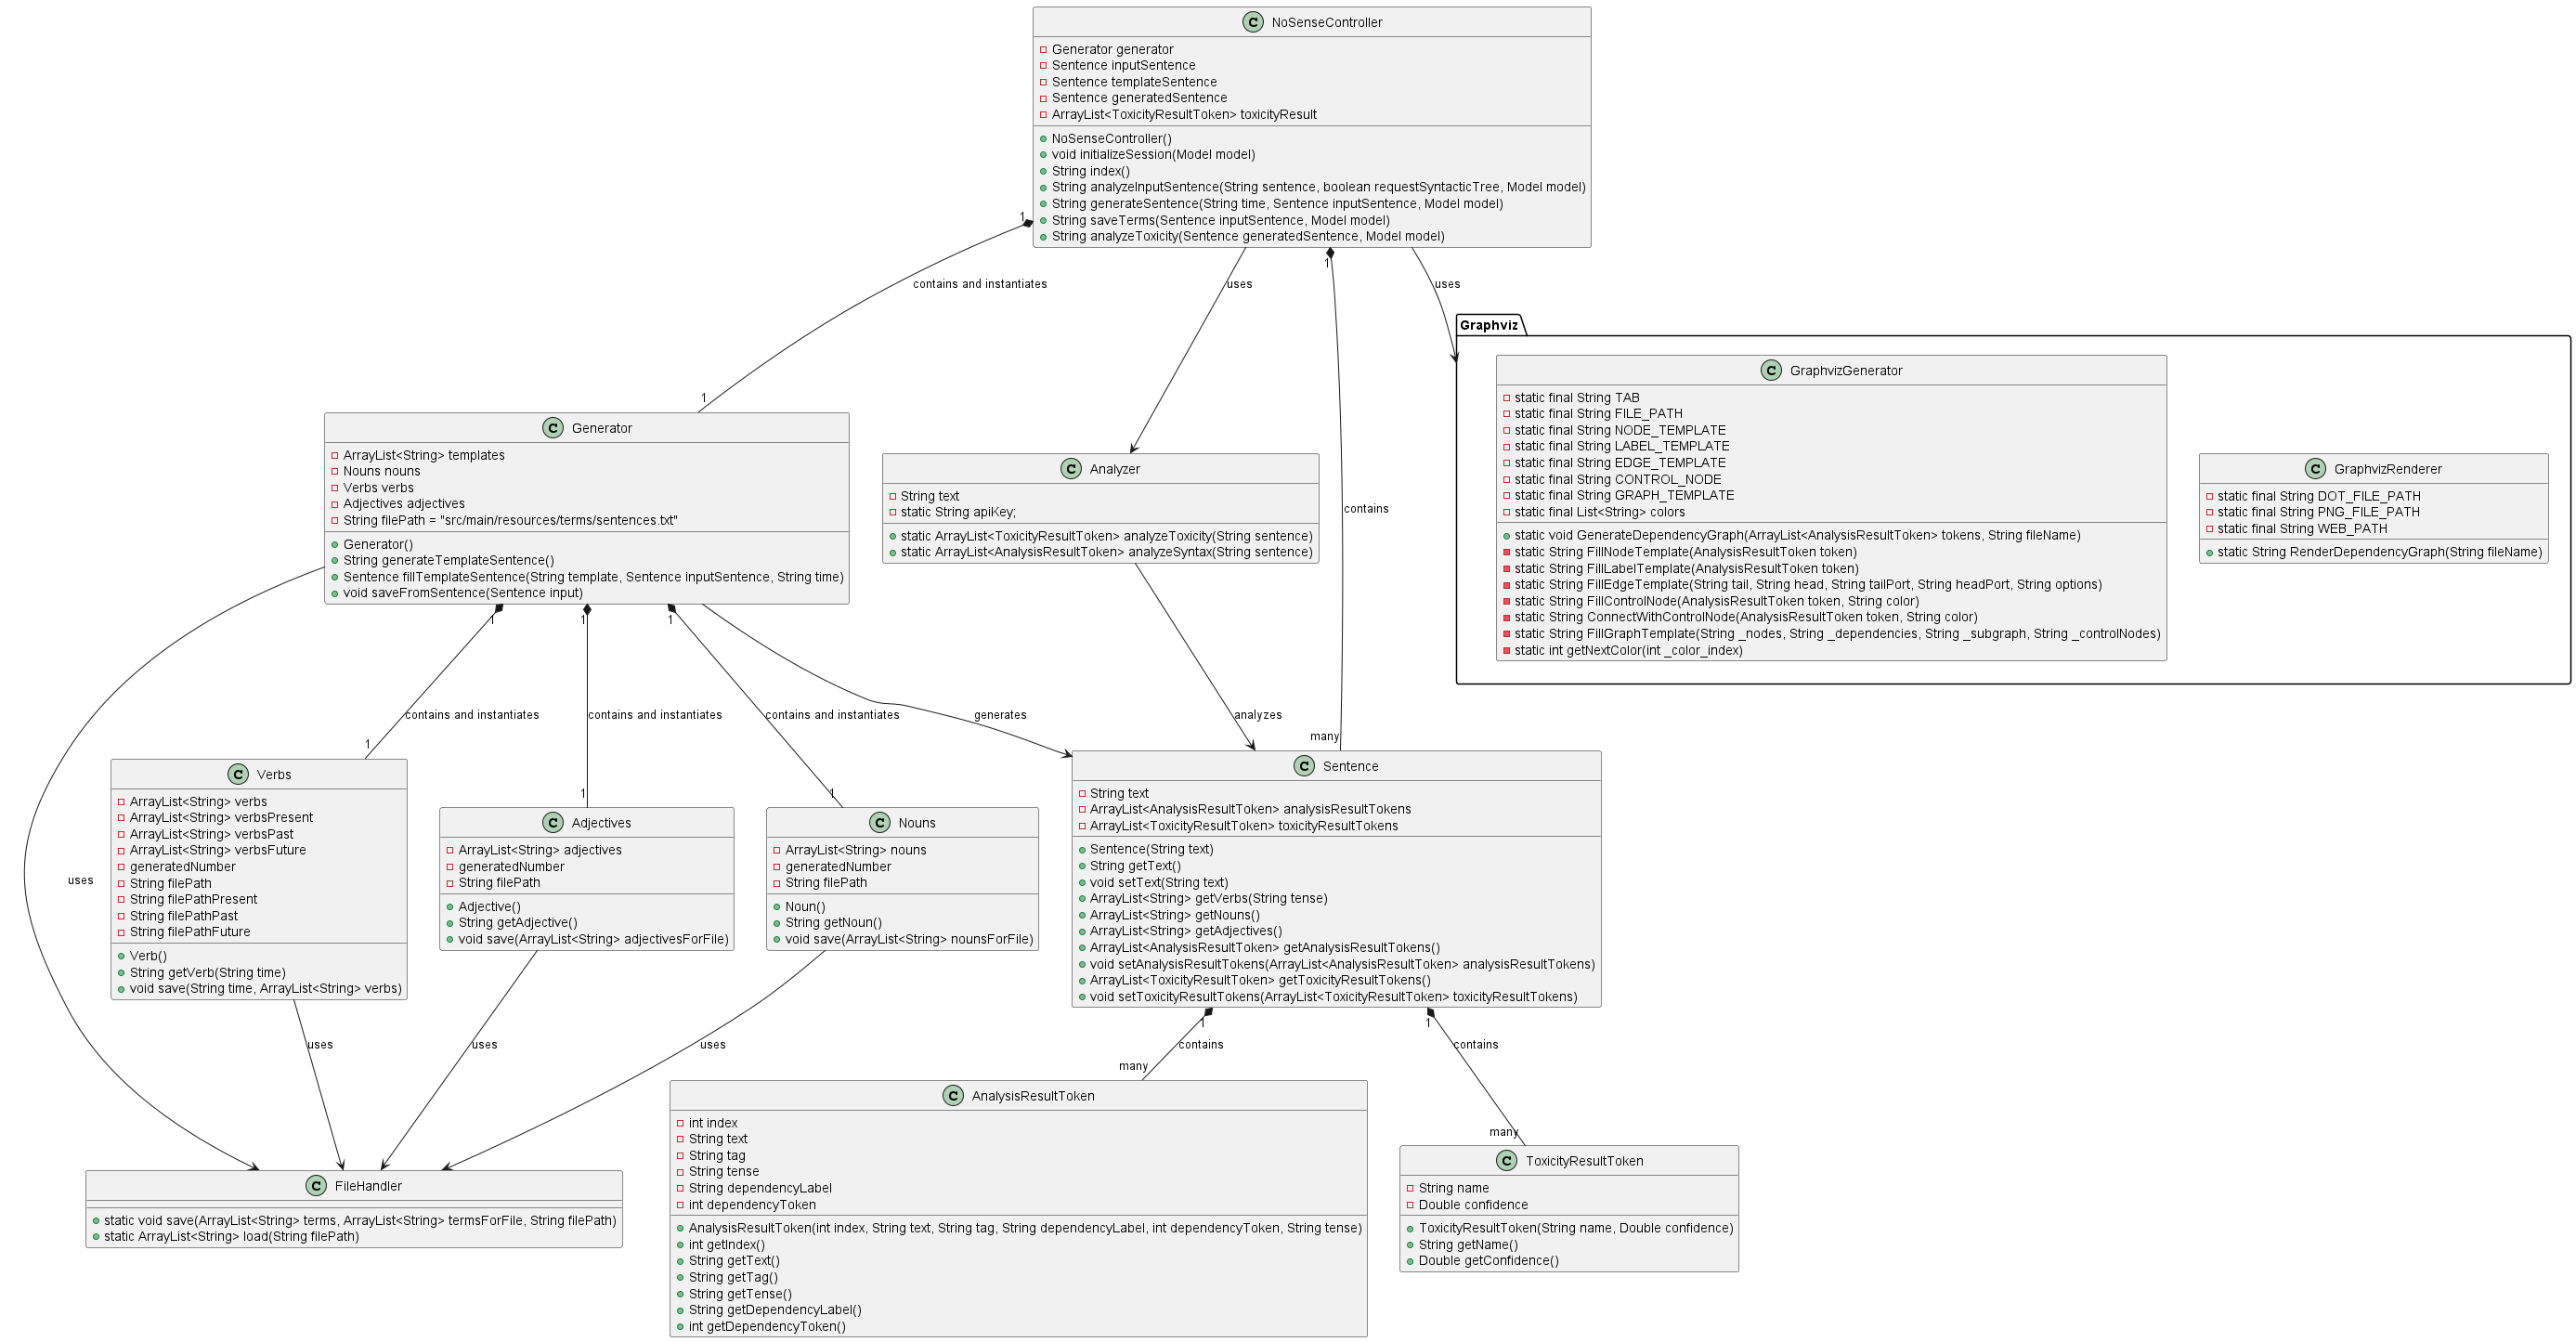 NoSenseController
Generator generator
Sentence inputSentence
Sentence templateSentence
Sentence generatedSentence
ArrayList<ToxicityResultToken> toxicityResult
NoSenseController()
void initializeSession(Model model)
String index()
String analyzeInputSentence(String sentence, boolean requestSyntacticTree, Model model)
String generateSentence(String time, Sentence inputSentence, Model model)
String saveTerms(Sentence inputSentence, Model model)
String analyzeToxicity(Sentence generatedSentence, Model model)
1
1
contains and instantiates
uses
uses
1
contains
many
Graphviz
GraphvizGenerator
static final String TAB
static final String FILE_PATH
static final String NODE_TEMPLATE
static final String LABEL_TEMPLATE
static final String EDGE_TEMPLATE
static final String CONTROL_NODE
static final String GRAPH_TEMPLATE
static final List<String> colors
static void GenerateDependencyGraph(ArrayList<AnalysisResultToken> tokens, String fileName)
static String FillNodeTemplate(AnalysisResultToken token)
static String FillLabelTemplate(AnalysisResultToken token)
static String FillEdgeTemplate(String tail, String head, String tailPort, String headPort, String options)
static String FillControlNode(AnalysisResultToken token, String color)
static String ConnectWithControlNode(AnalysisResultToken token, String color)
static String FillGraphTemplate(String _nodes, String _dependencies, String _subgraph, String _controlNodes)
static int getNextColor(int _color_index)
GraphvizRenderer
static final String DOT_FILE_PATH
static final String PNG_FILE_PATH
static final String WEB_PATH
static String RenderDependencyGraph(String fileName)
Generator
ArrayList<String> templates
Nouns nouns
Verbs verbs
Adjectives adjectives
String filePath = "src/main/resources/terms/sentences.txt"
Generator()
String generateTemplateSentence()
Sentence fillTemplateSentence(String template, Sentence inputSentence, String time)
void saveFromSentence(Sentence input)
Analyzer
String text
static String apiKey;
static ArrayList<ToxicityResultToken> analyzeToxicity(String sentence)
static ArrayList<AnalysisResultToken> analyzeSyntax(String sentence)
1
1
1
contains and instantiates
contains and instantiates
contains and instantiates
generates
analyzes
1
1
1
uses
Verbs
ArrayList<String> verbs
ArrayList<String> verbsPresent
ArrayList<String> verbsPast
ArrayList<String> verbsFuture
generatedNumber
String filePath
String filePathPresent
String filePathPast
String filePathFuture
Verb()
String getVerb(String time)
void save(String time, ArrayList<String> verbs)
Adjectives
ArrayList<String> adjectives
generatedNumber
String filePath
Adjective()
String getAdjective()
void save(ArrayList<String> adjectivesForFile)
Nouns
ArrayList<String> nouns
generatedNumber
String filePath
Noun()
String getNoun()
void save(ArrayList<String> nounsForFile)
Sentence
String text
ArrayList<AnalysisResultToken> analysisResultTokens
ArrayList<ToxicityResultToken> toxicityResultTokens
Sentence(String text)
String getText()
void setText(String text)
ArrayList<String> getVerbs(String tense)
ArrayList<String> getNouns()
ArrayList<String> getAdjectives()
ArrayList<AnalysisResultToken> getAnalysisResultTokens()
void setAnalysisResultTokens(ArrayList<AnalysisResultToken> analysisResultTokens)
ArrayList<ToxicityResultToken> getToxicityResultTokens()
void setToxicityResultTokens(ArrayList<ToxicityResultToken> toxicityResultTokens)
uses
uses
uses
1
contains
many
1
contains
many
FileHandler
static void save(ArrayList<String> terms, ArrayList<String> termsForFile, String filePath)
static ArrayList<String> load(String filePath)
AnalysisResultToken
int index
String text
String tag
String tense
String dependencyLabel
int dependencyToken
AnalysisResultToken(int index, String text, String tag, String dependencyLabel, int dependencyToken, String tense)
int getIndex()
String getText()
String getTag()
String getTense()
String getDependencyLabel()
int getDependencyToken()
ToxicityResultToken
String name
Double confidence
ToxicityResultToken(String name, Double confidence)
String getName()
Double getConfidence()